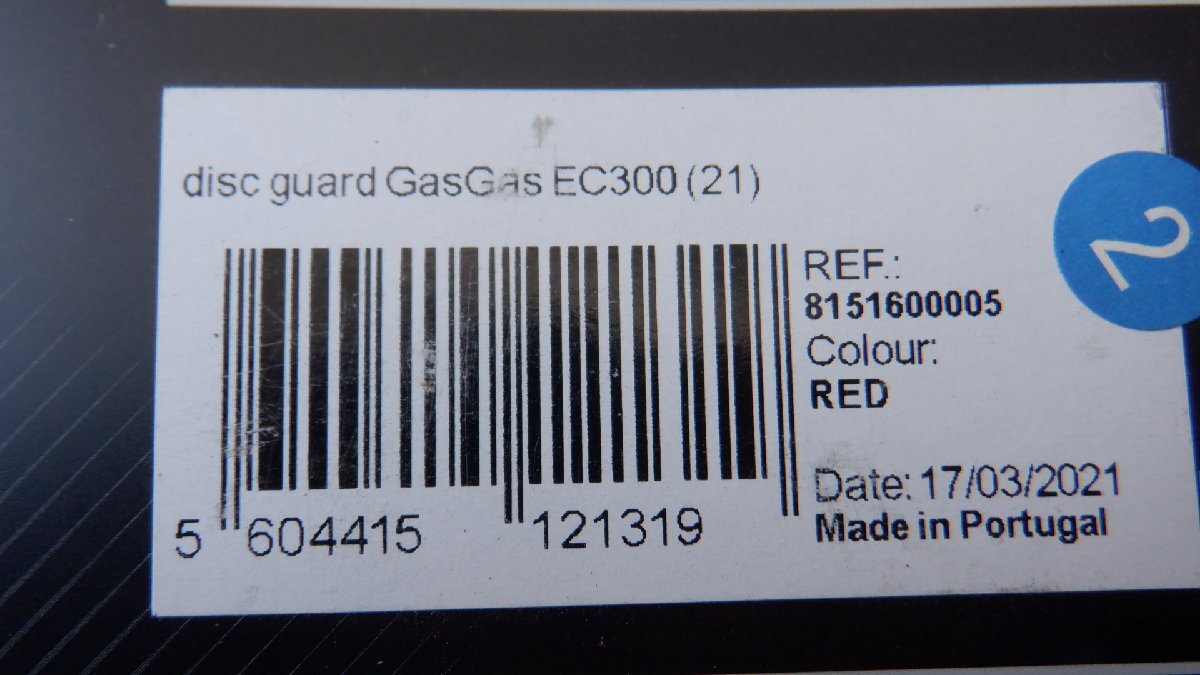 disc guard GasGas EC300 (21)
REF.:
8151600005
Colour:
RED
Date: 17/03/2021
Made in Portugal
5 604415 121319
2